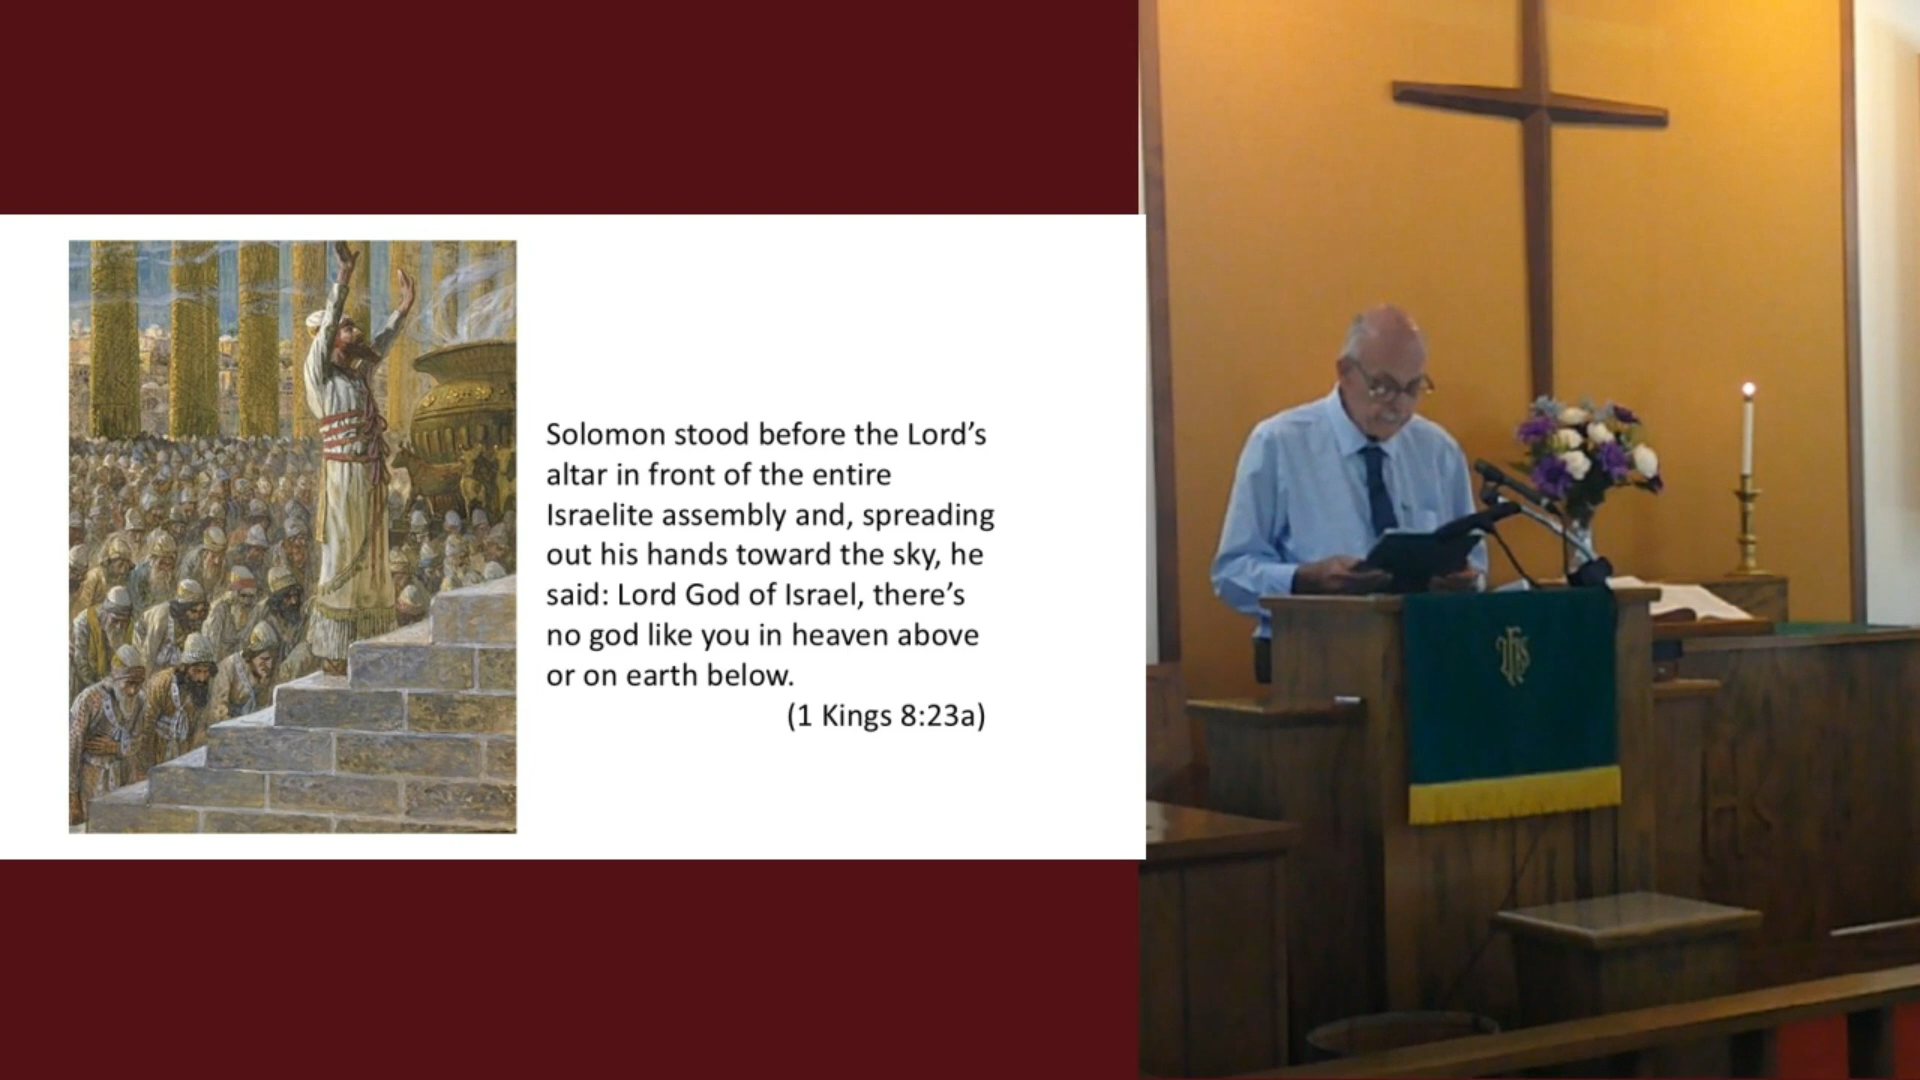 Solomon stood before the Lord’s
altar in front of the entire
Israelite assembly and, spreading
out his hands toward the sky, he
said: Lord God of Israel, there’s
no god like you in heaven above
or on earth below.
(1 Kings 8:23a)
IHS